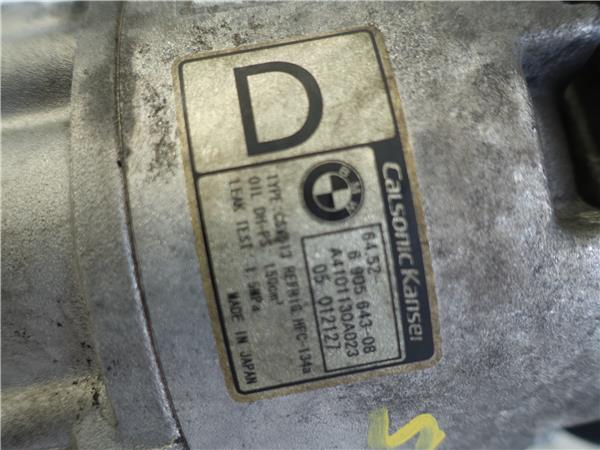 D
Calsonic Kansei
BMW
64.52-
6 905 643-08
A4101130A023
05 012127
TYPE REFRIG HFC-134a
OIL DH-PS 150cm³
LEAK TEST 1.5MPa
MADE IN JAPAN
S